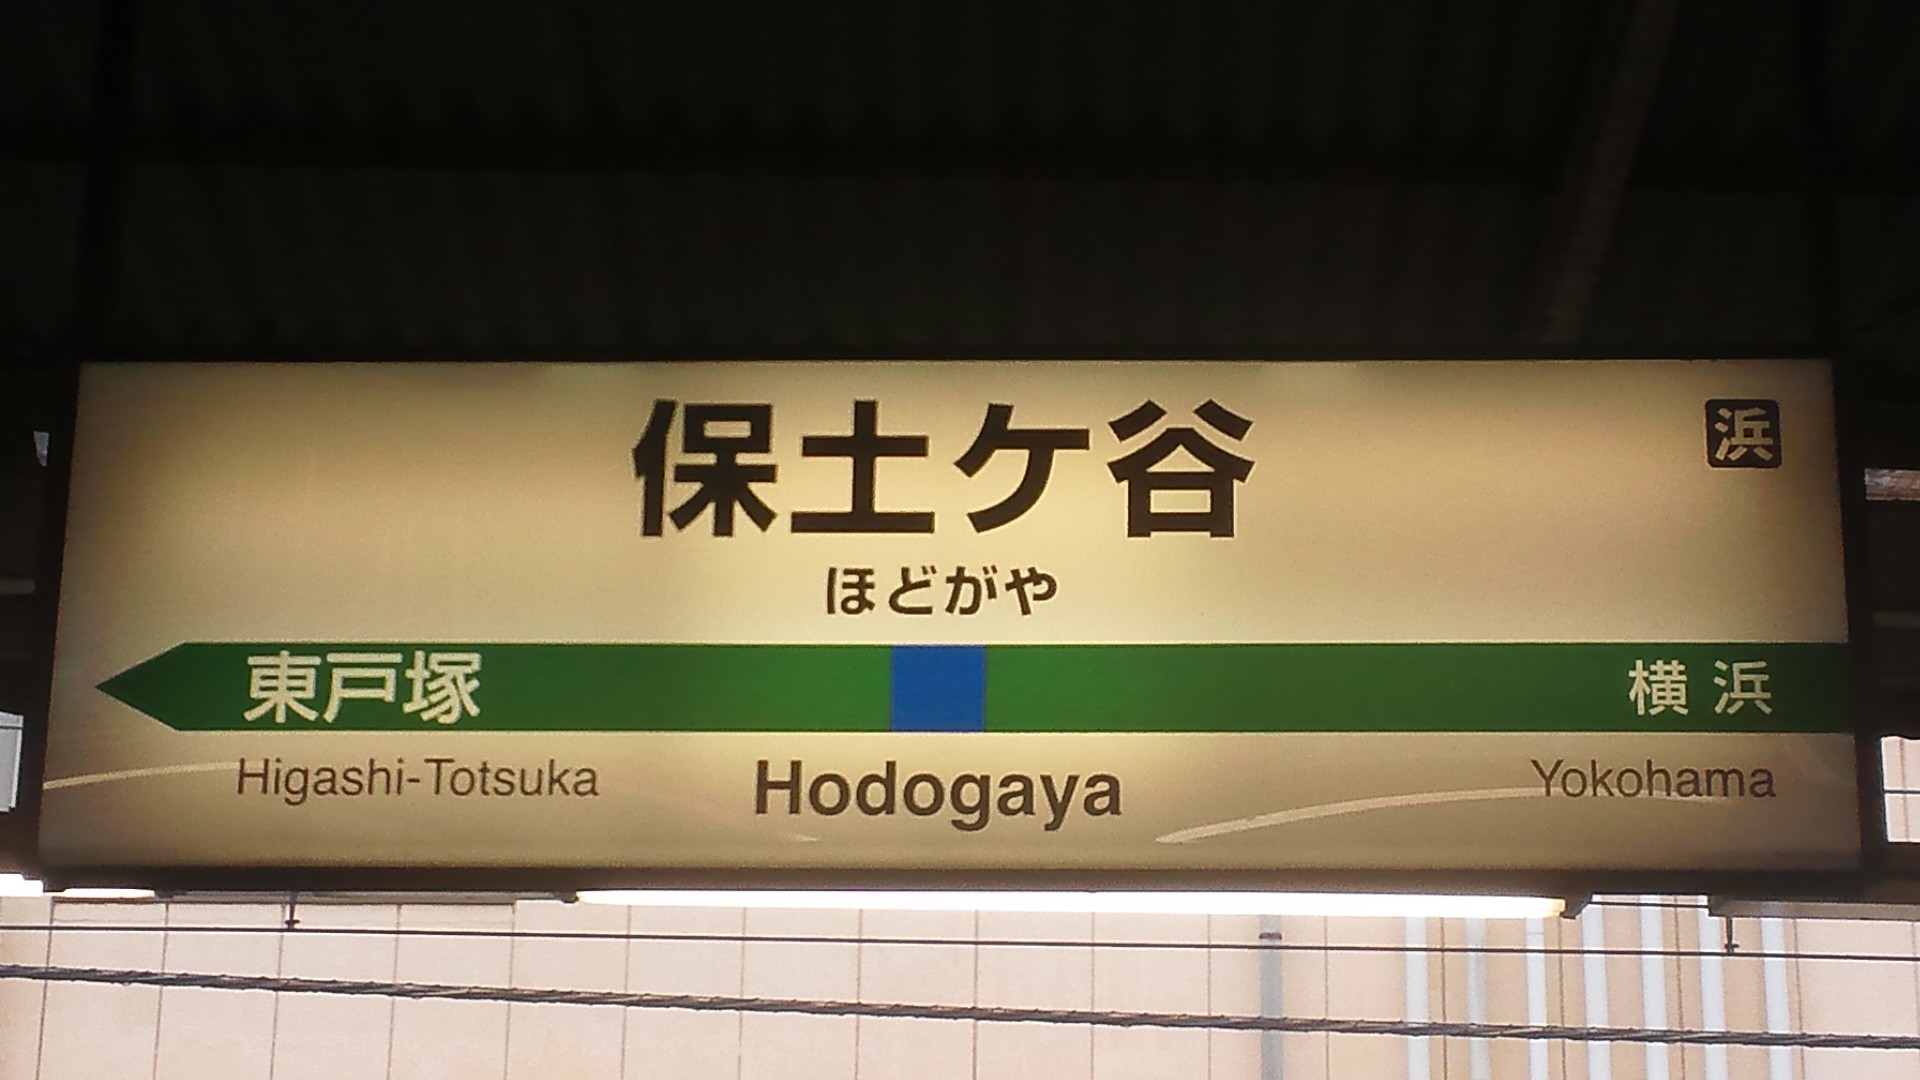 保土ケ谷
浜
ほどがや
東戸塚
横浜
Higashi-Totsuka
Hodogaya
Yokohama